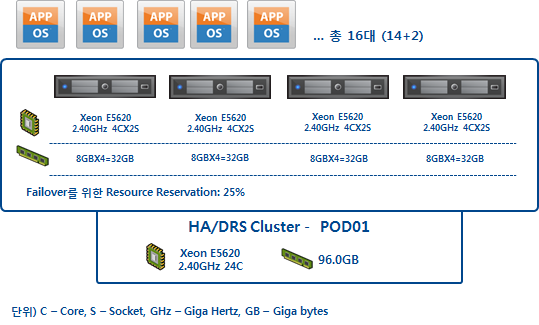 APP APP APP APP APP
OS OS OS OS OS
... 총 16대 (14+2)
Xeon E5620 Xeon E5620 Xeon E5620 Xeon E5620
2.40GHz 4CX2S 2.40GHz 4CX2S 2.40GHz 4CX2S 2.40GHz 4CX2S
8GBX4=32GB 8GBX4=32GB 8GBX4=32GB 8GBX4=32GB
Failover를 위한 Resource Reservation: 25%
HA/DRS Cluster - POD01
Xeon E5620
2.40GHz 24C
96.0GB
단위) C – Core, S – Socket, GHz – Giga Hertz, GB – Giga bytes